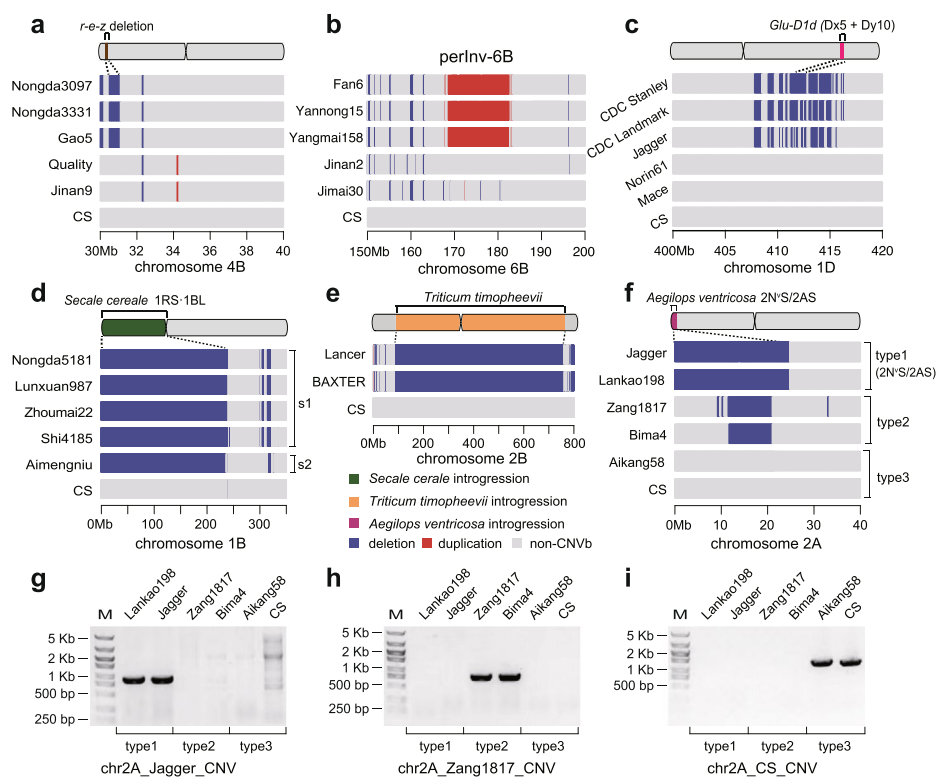 a
r-e-z deletion
Nongda3097
Nongda3331
Gao5
Quality
Jinan9
CS
30Mb 32 34 36 38 40
chromosome 4B
b
perInv-6B
Fan6
Yannong15
Yangmai158
Jinan2
Jimai30
CS
150Mb 160 170 180 190 200
chromosome 6B
c
Glu-D1d (Dx5 + Dy10)
CDC Stanley
CDC Landmark
Jagger
Norin61
Mace
CS
400Mb 405 410 415 420
chromosome 1D
d
Secale cereale 1RS·1BL
Nongda5181
Lunxuan987
Zhoumai22
Shi4185
Aimengniu
CS
s1
s2
0Mb 100 200 300
chromosome 1B
e
Triticum timopheevii
Lancer
BAXTER
CS
0Mb 200 400 600 800
chromosome 2B
Secale cerale introgression
Triticum timopheevii introgression
Aegilops ventricosa introgression
deletion duplication non-CNVb
f
Aegilops ventricosa 2NᵛS/2AS
Jagger
Lankao198
Zang1817
Bima4
Aikang58
CS
type1
(2NᵛS/2AS)
type2
type3
0Mb 10 20 30 40
chromosome 2A
g
M Lankao198 Jagger Zang1817 Bima4 Aikang58 CS
5 Kb
2 Kb
1 Kb
500 bp
250 bp
type1 type2 type3
chr2A_Jagger_CNV
h
M Lankao198 Jagger Zang1817 Bima4 Aikang58 CS
5 Kb
2 Kb
1 Kb
500 bp
250 bp
type1 type2 type3
chr2A_Zang1817_CNV
i
M Lankao198 Jagger Zang1817 Bima4 Aikang58 CS
5 Kb
2 Kb
1 Kb
500 bp
type1 type2 type3
chr2A_CS_CNV